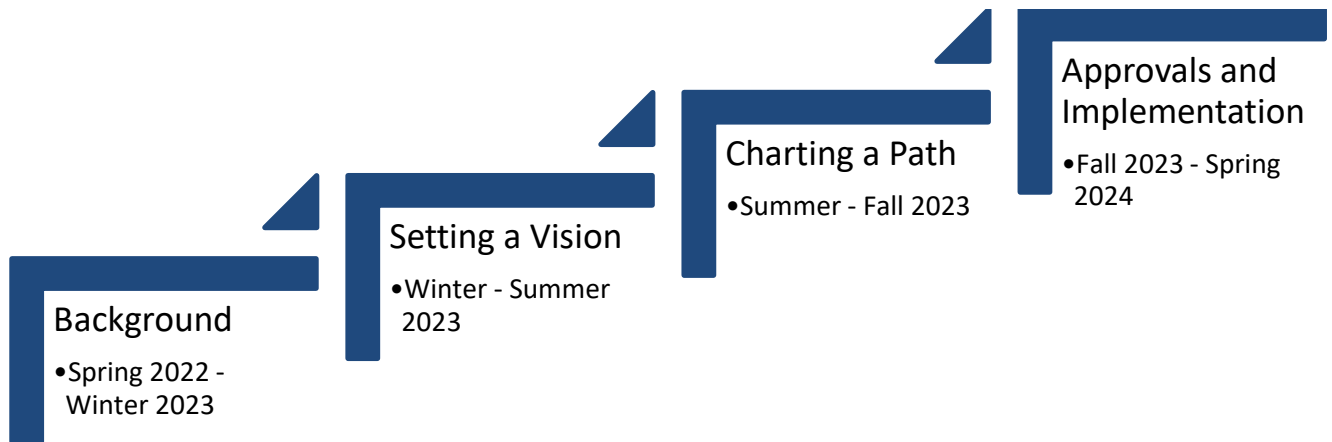 Background
•Spring 2022 -
Winter 2023
Setting a Vision
•Winter - Summer
2023
Charting a Path
•Summer - Fall 2023
Approvals and
Implementation
•Fall 2023 - Spring
2024